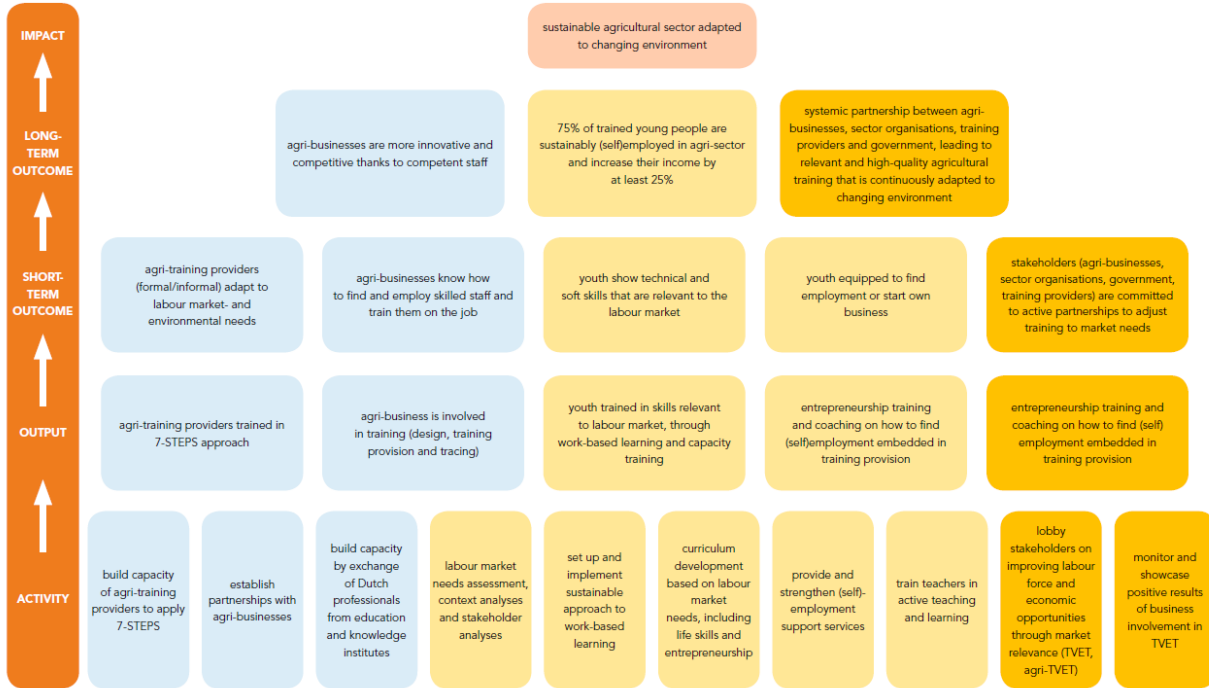 IMPACT
sustainable agricultural sector adapted
to changing environment
LONG-
TERM
OUTCOME
agri-businesses are more innovative and
competitive thanks to competent staff
75% of trained young people are
sustainably (self)employed in agri-sector
and increase their income by
at least 25%
systemic partnership between agri-
businesses, sector organisations, training
providers and government, leading to
relevant and high-quality agricultural
training that is continuously adapted to
changing environment
SHORT-
TERM
OUTCOME
agri-training providers
(formal/informal) adapt to
labour market- and
environmental needs
agri-businesses know how
to find and employ skilled staff and
train them on the job
youth show technical and
soft skills that are relevant to the
labour market
youth equipped to find
employment or start own
business
stakeholders (agri-businesses,
sector organisations, government,
training providers) are committed
to active partnerships to adjust
training to market needs
OUTPUT
agri-training providers trained in
7-STEPS approach
agri-business is involved
in training (design, training
provision and tracing)
youth trained in skills relevant
to labour market, through
work-based learning and capacity
training
entrepreneurship training
and coaching on how to find
(self)employment embedded in
training provision
entrepreneurship training and
coaching on how to find (self)
employment embedded in
training provision
ACTIVITY
build capacity
of agri-training
providers to apply
7-STEPS
establish
partnerships with
agri-businesses
build capacity
by exchange
of Dutch
professionals
from education
and knowledge
institutes
labour market
needs assessment,
context analyses
and stakeholder
analyses
set up and
implement
sustainable
approach to
work-based
learning
curriculum
development
based on labour
market
needs, including
life skills and
entrepreneurship
provide and
strengthen (self)-
employment
support services
train teachers in
active teaching
and learning
lobby
stakeholders on
improving labour
force and
economic
opportunities
through market
relevance (TVET,
agri-TVET)
monitor and
showcase
positive results
of business
involvement in
TVET